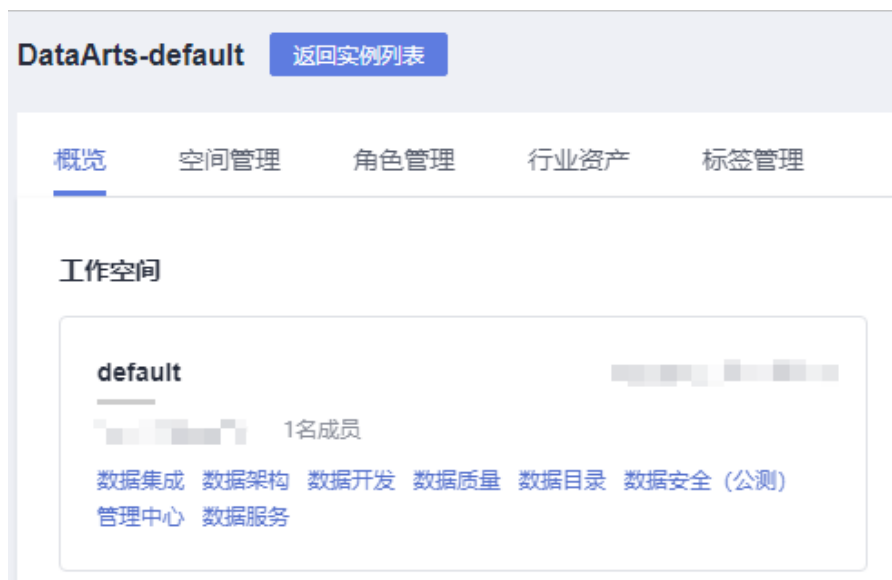 DataArts-default 返回实例列表
概览 空间管理 角色管理 行业资产 标签管理
工作空间
default
1名成员
数据集成 数据架构 数据开发 数据质量 数据目录 数据安全（公测）
管理中心 数据服务